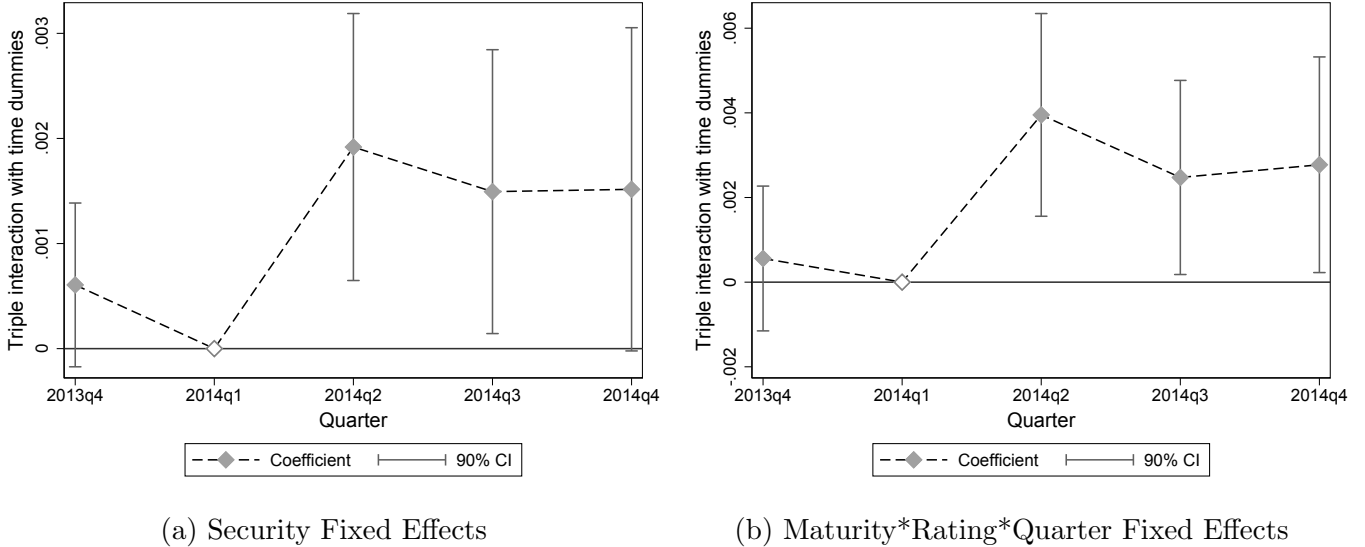 Triple interaction with time dummies
.003
.002
.001
0
2013q4 2014q1 2014q2 2014q3 2014q4
Quarter
Coefficient 90% CI
(a) Security Fixed Effects
Triple interaction with time dummies
.006
.004
.002
0
-.002
2013q4 2014q1 2014q2 2014q3 2014q4
Quarter
Coefficient 90% CI
(b) Maturity*Rating*Quarter Fixed Effects